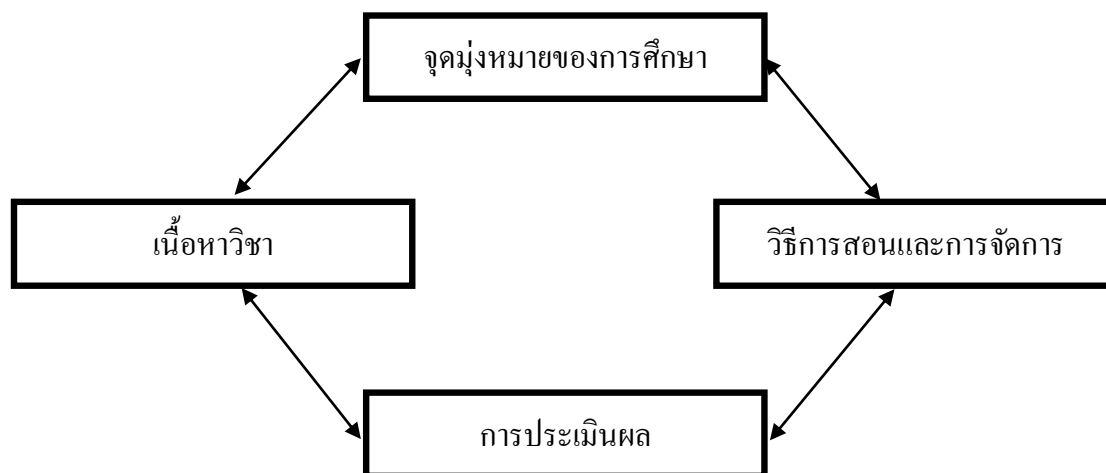 จุดมุ่งหมายของการศึกษา
เนื้อหาวิชา
วิธีการสอนและการจัดการ
การประเมินผล